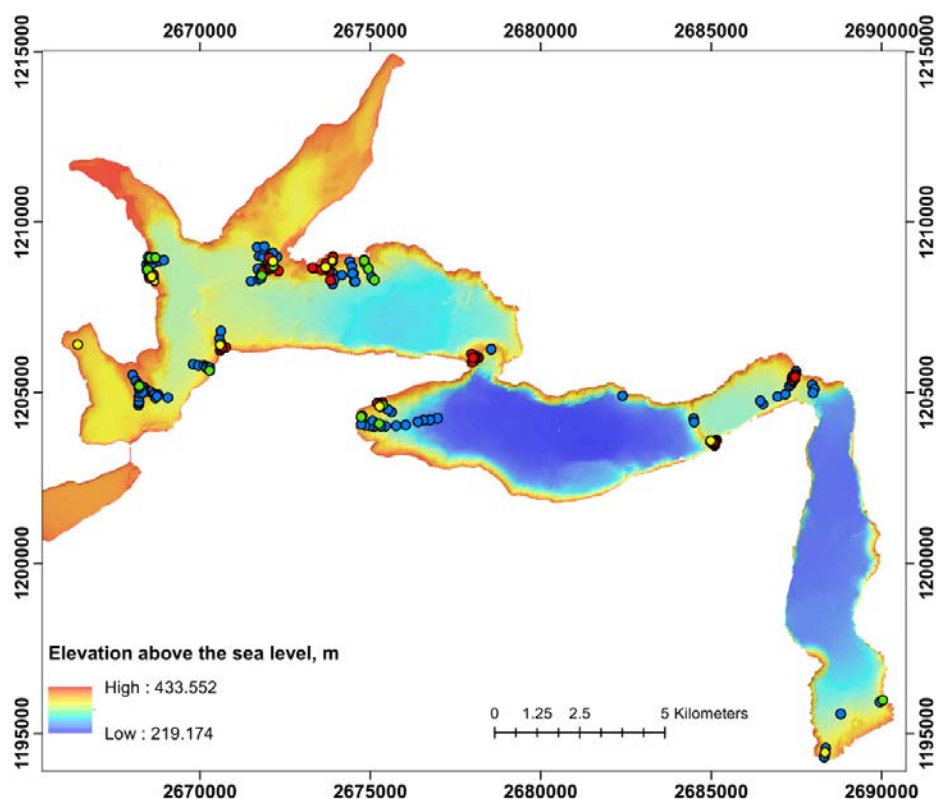 2670000 2675000 2680000 2685000 2690000
1215000 1215000
1210000 1210000
1205000 1205000
1200000 1200000
1195000 1195000
Elevation above the sea level, m
High : 433.552
Low : 219.174
0 1.25 2.5 5 Kilometers
2670000 2675000 2680000 2685000 2690000